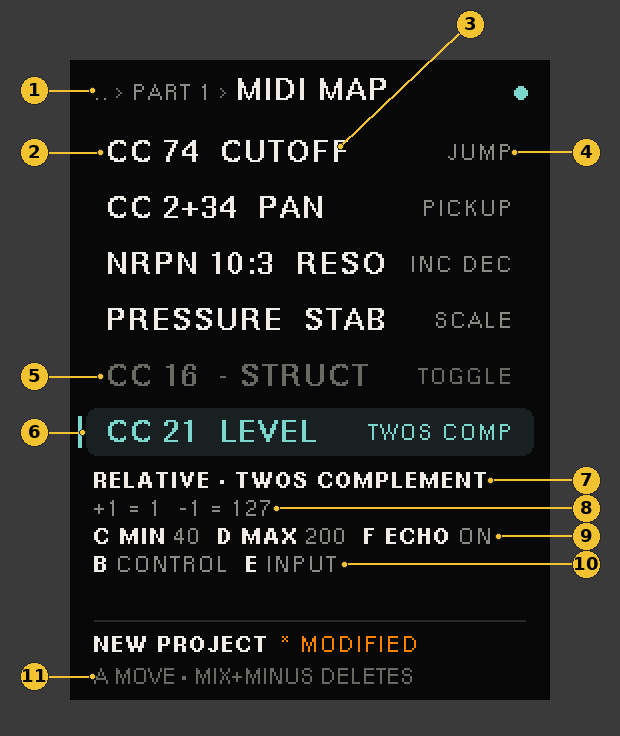 3
1 .. > PART 1 > MIDI MAP
2 CC 74 CUTOFF JUMP 4
CC 2+34 PAN PICKUP
NRPN 10:3 RESO INC DEC
PRESSURE STAB SCALE
5 CC 16 - STRUCT TOGGLE
6 CC 21 LEVEL TWOS COMP
RELATIVE · TWOS COMPLEMENT 7
+1 = 1 -1 = 127 8
C MIN 40 D MAX 200 F ECHO ON 9
B CONTROL E INPUT 10
NEW PROJECT * MODIFIED
11 A MOVE · MIX+MINUS DELETES